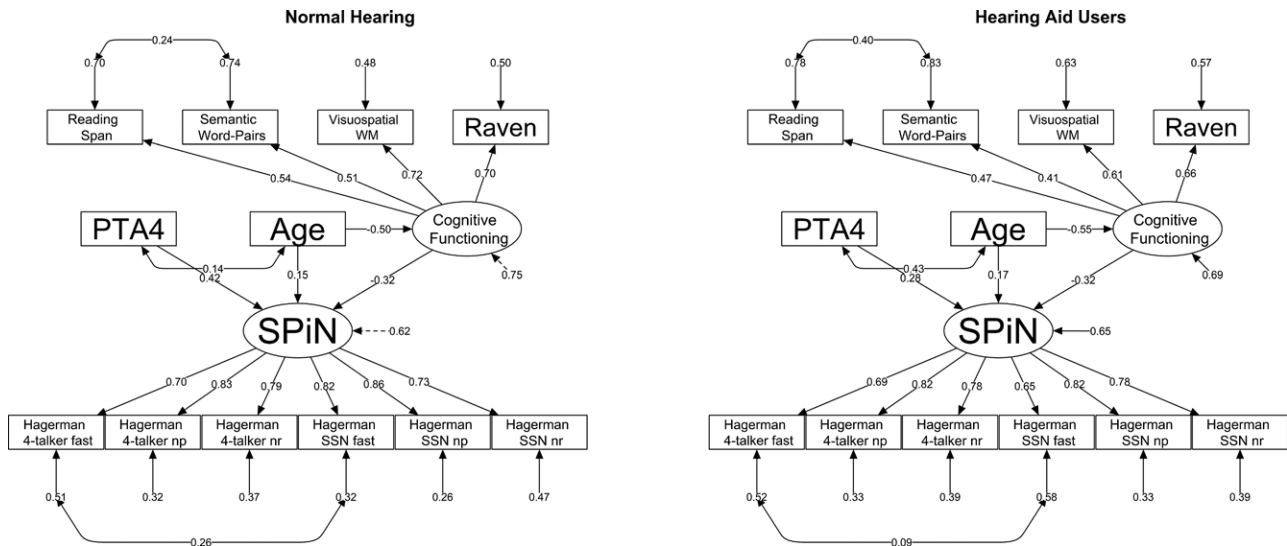 Normal Hearing
0.24
0.70
0.74
0.48
0.50
Reading
Span
Semantic
Word-Pairs
Visuospatial
WM
Raven
0.54
0.51
0.72
0.70
PTA4
Age
-0.50
Cognitive
Functioning
0.14
0.42
0.15
-0.32
0.75
SPiN
0.62
0.70
0.83
0.79
0.82
0.86
0.73
Hagerman
4-talker fast
Hagerman
4-talker np
Hagerman
4-talker nr
Hagerman
SSN fast
Hagerman
SSN np
Hagerman
SSN nr
0.51
0.32
0.37
0.32
0.26
0.47
0.26
Hearing Aid Users
0.40
0.78
0.83
0.63
0.57
Reading
Span
Semantic
Word-Pairs
Visuospatial
WM
Raven
0.47
0.41
0.61
0.66
PTA4
Age
-0.55
Cognitive
Functioning
0.43
0.28
0.17
-0.32
0.69
SPiN
0.65
0.69
0.82
0.78
0.65
0.82
0.78
Hagerman
4-talker fast
Hagerman
4-talker np
Hagerman
4-talker nr
Hagerman
SSN fast
Hagerman
SSN np
Hagerman
SSN nr
0.52
0.33
0.39
0.58
0.33
0.39
0.09